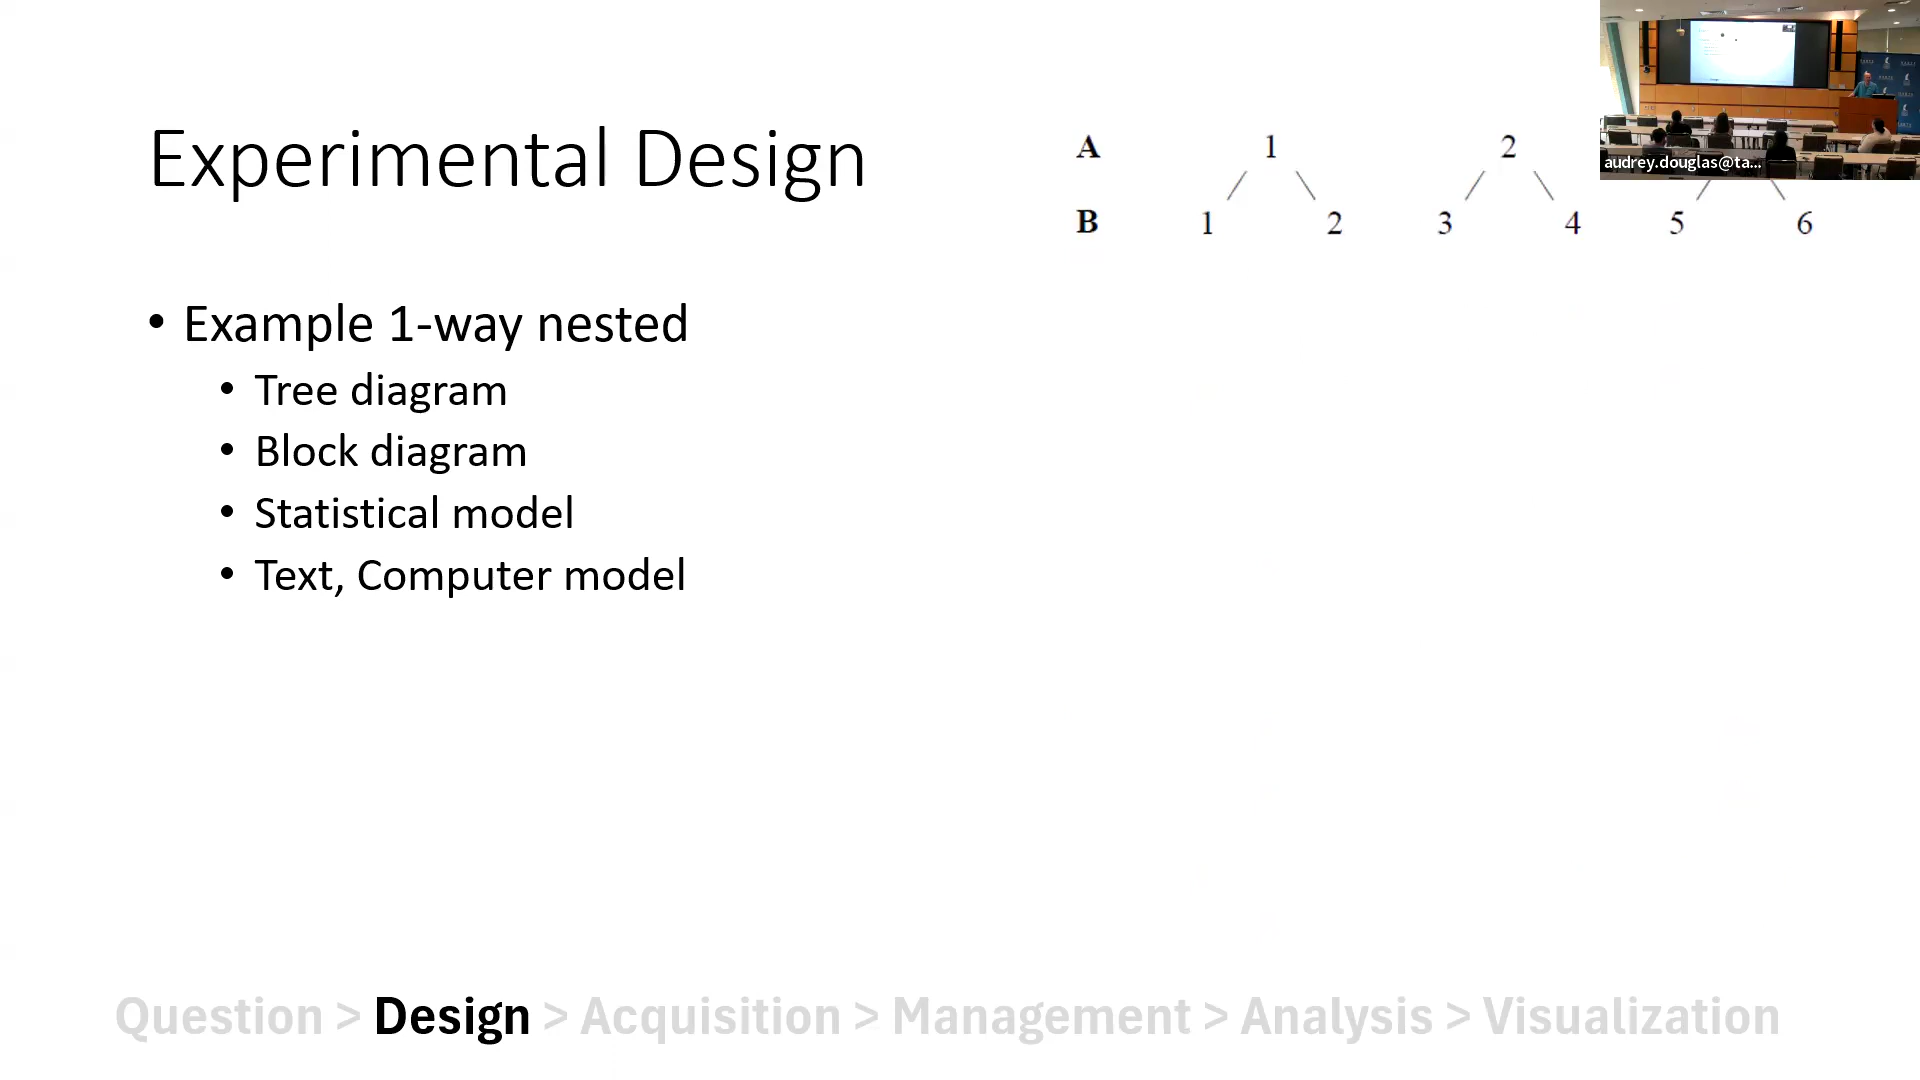 Experimental Design
A 1 2
B 1 2 3 4 5 6
audrey.douglas@ta...
• Example 1-way nested
• Tree diagram
• Block diagram
• Statistical model
• Text, Computer model
Question > Design > Acquisition > Management > Analysis > Visualization